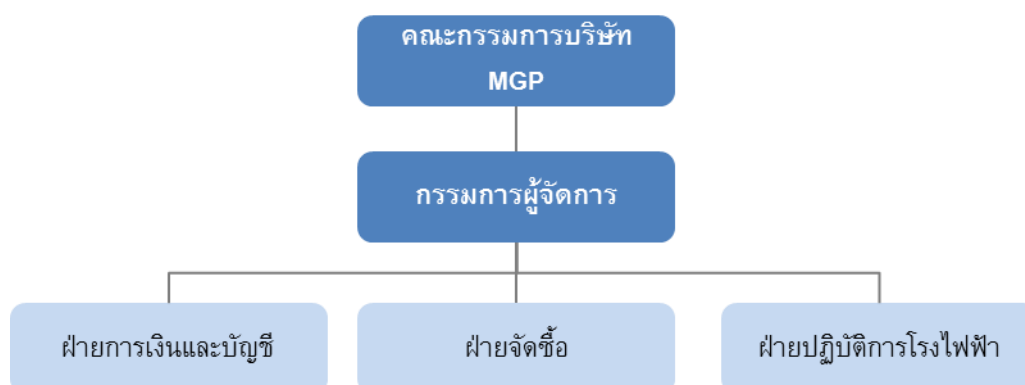 คณะกรรมการบริษัท
MGP
กรรมการผู้จัดการ
ฝ่ายการเงินและบัญชี
ฝ่ายจัดซื้อ
ฝ่ายปฏิบัติการโรงไฟฟ้า